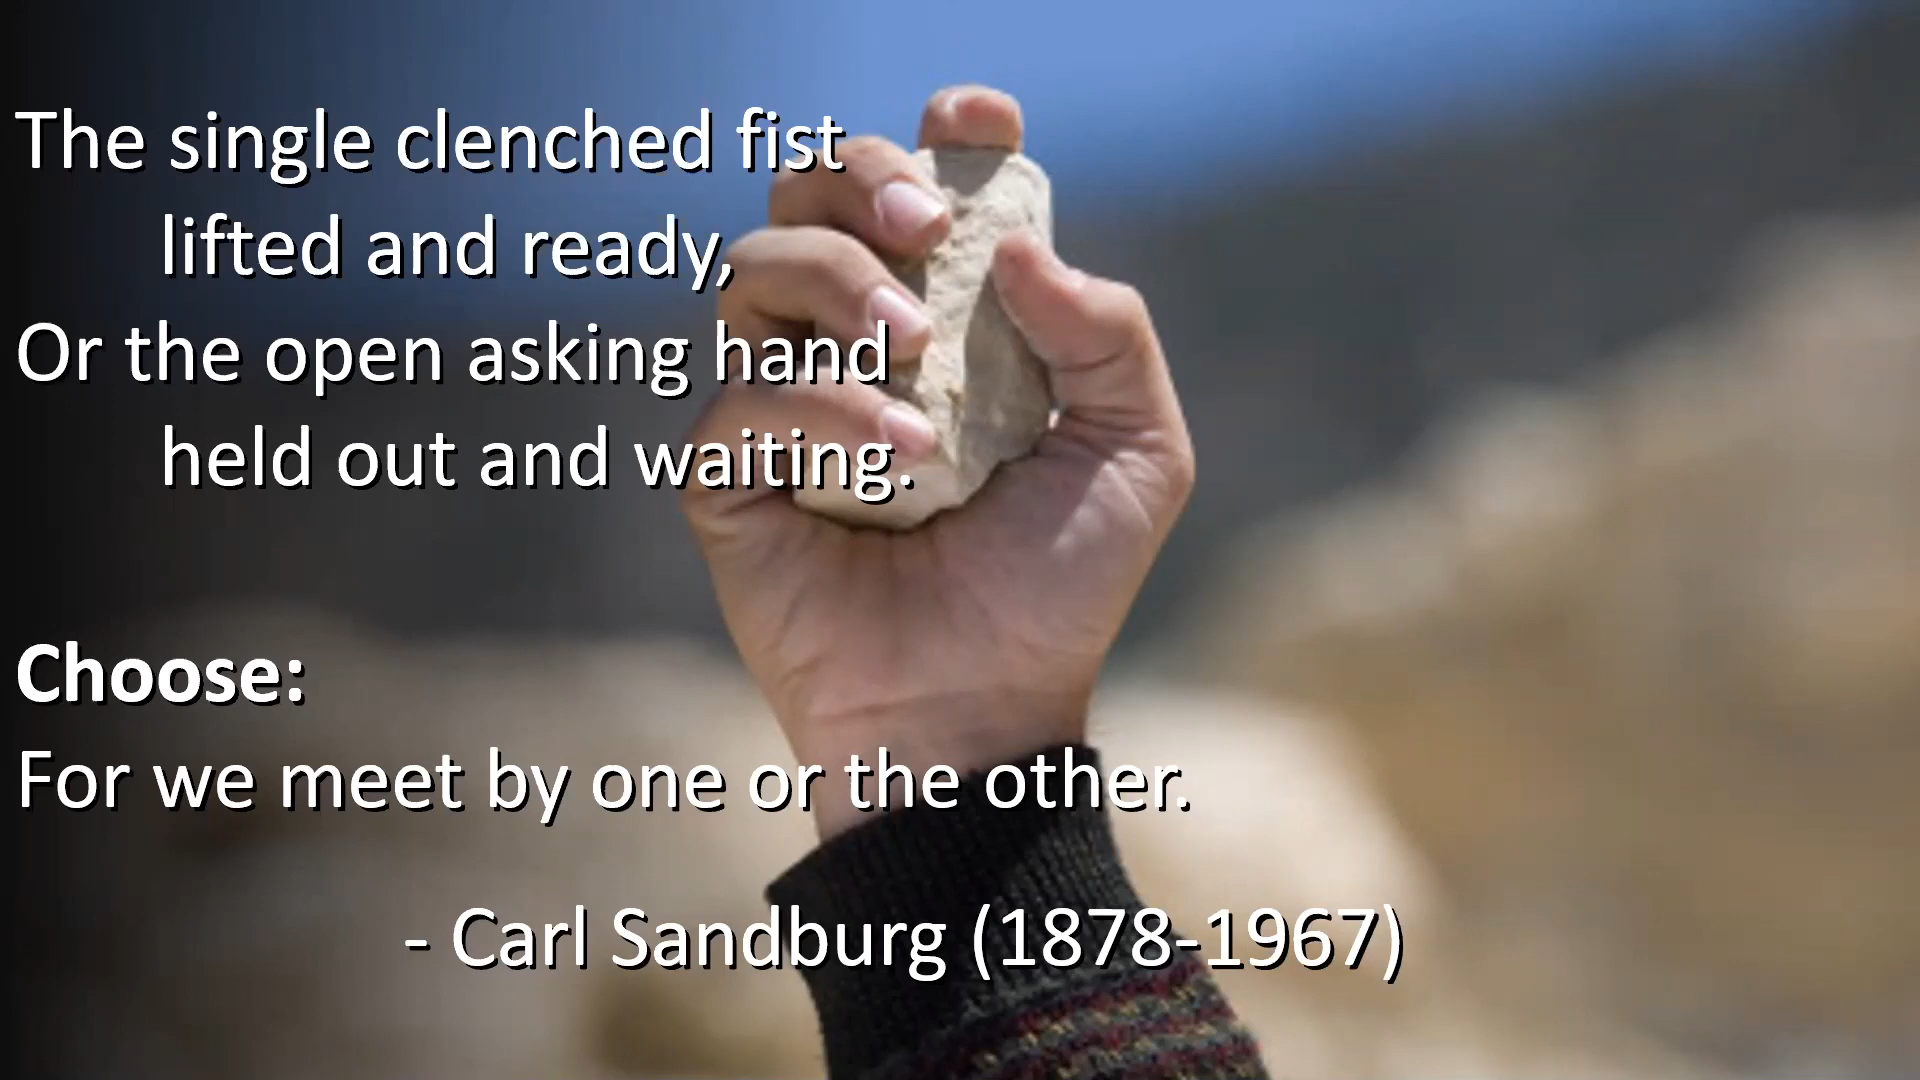 The single clenched fist
lifted and ready,
Or the open asking hand
held out and waiting.
Choose:
For we meet by one or the other.
- Carl Sandburg (1878-1967)